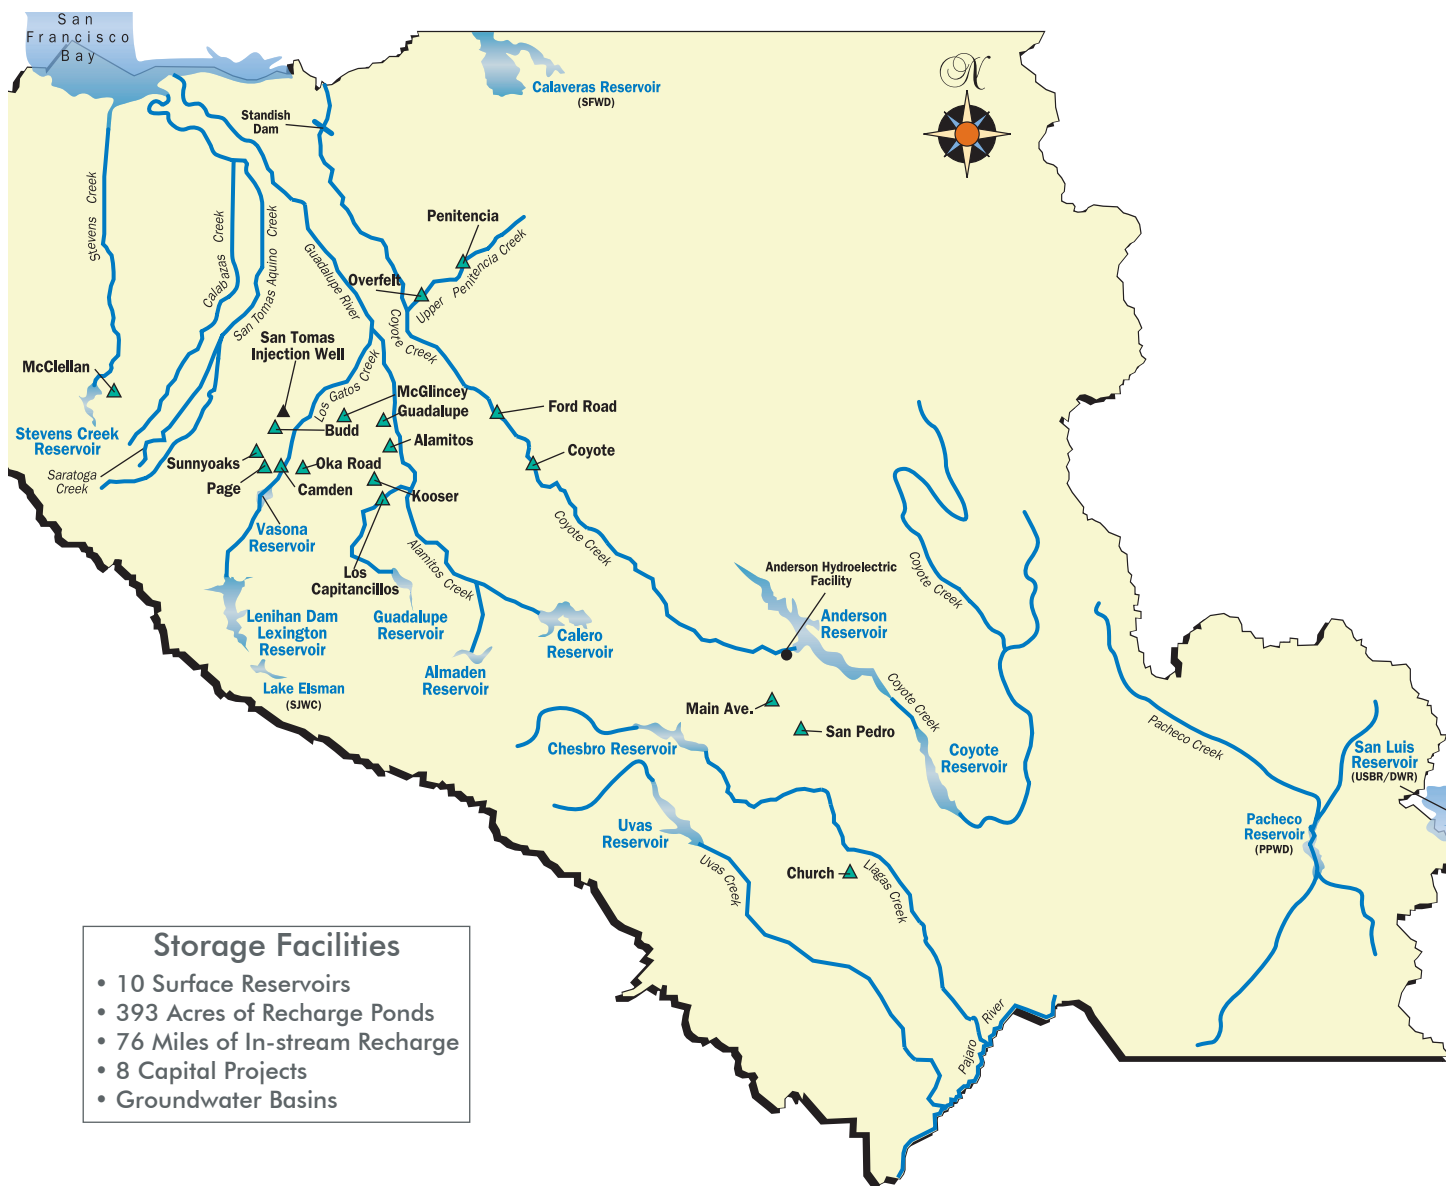 San
Francisco
Bay
N
Calaveras Reservoir
(SFWD)
Standish
Dam
Stevens Creek
Calabazas Creek
San Tomas Aquino Creek
Guadalupe River
Penitencia
Overfelt
Upper Penitencia Creek
Coyote Creek
San Tomas
Injection Well
McClellan
Los Gatos Creek
McGlincey
Guadalupe
Ford Road
Stevens Creek
Reservoir
Budd
Alamitos
Coyote
Sunnyoaks
Oka Road
Saratoga
Creek
Page
Camden
Kooser
Vasona
Reservoir
Coyote Creek
Alamitos Creek
Coyote Creek
Los
Capitancillos
Anderson Hydroelectric
Facility
Lenihan Dam
Lexington
Reservoir
Guadalupe
Reservoir
Calero
Reservoir
Anderson
Reservoir
Almaden
Reservoir
Lake Elsman
(SJWC)
Coyote Creek
Main Ave.
San Pedro
Chesbro Reservoir
Coyote
Reservoir
Pacheco Creek
San Luis
Reservoir
(USBR/DWR)
Uvas
Reservoir
Pacheco
Reservoir
(PPWD)
Uvas Creek
Church
Llagas Creek
Pajaro River
Storage Facilities
• 10 Surface Reservoirs
• 393 Acres of Recharge Ponds
• 76 Miles of In-stream Recharge
• 8 Capital Projects
• Groundwater Basins